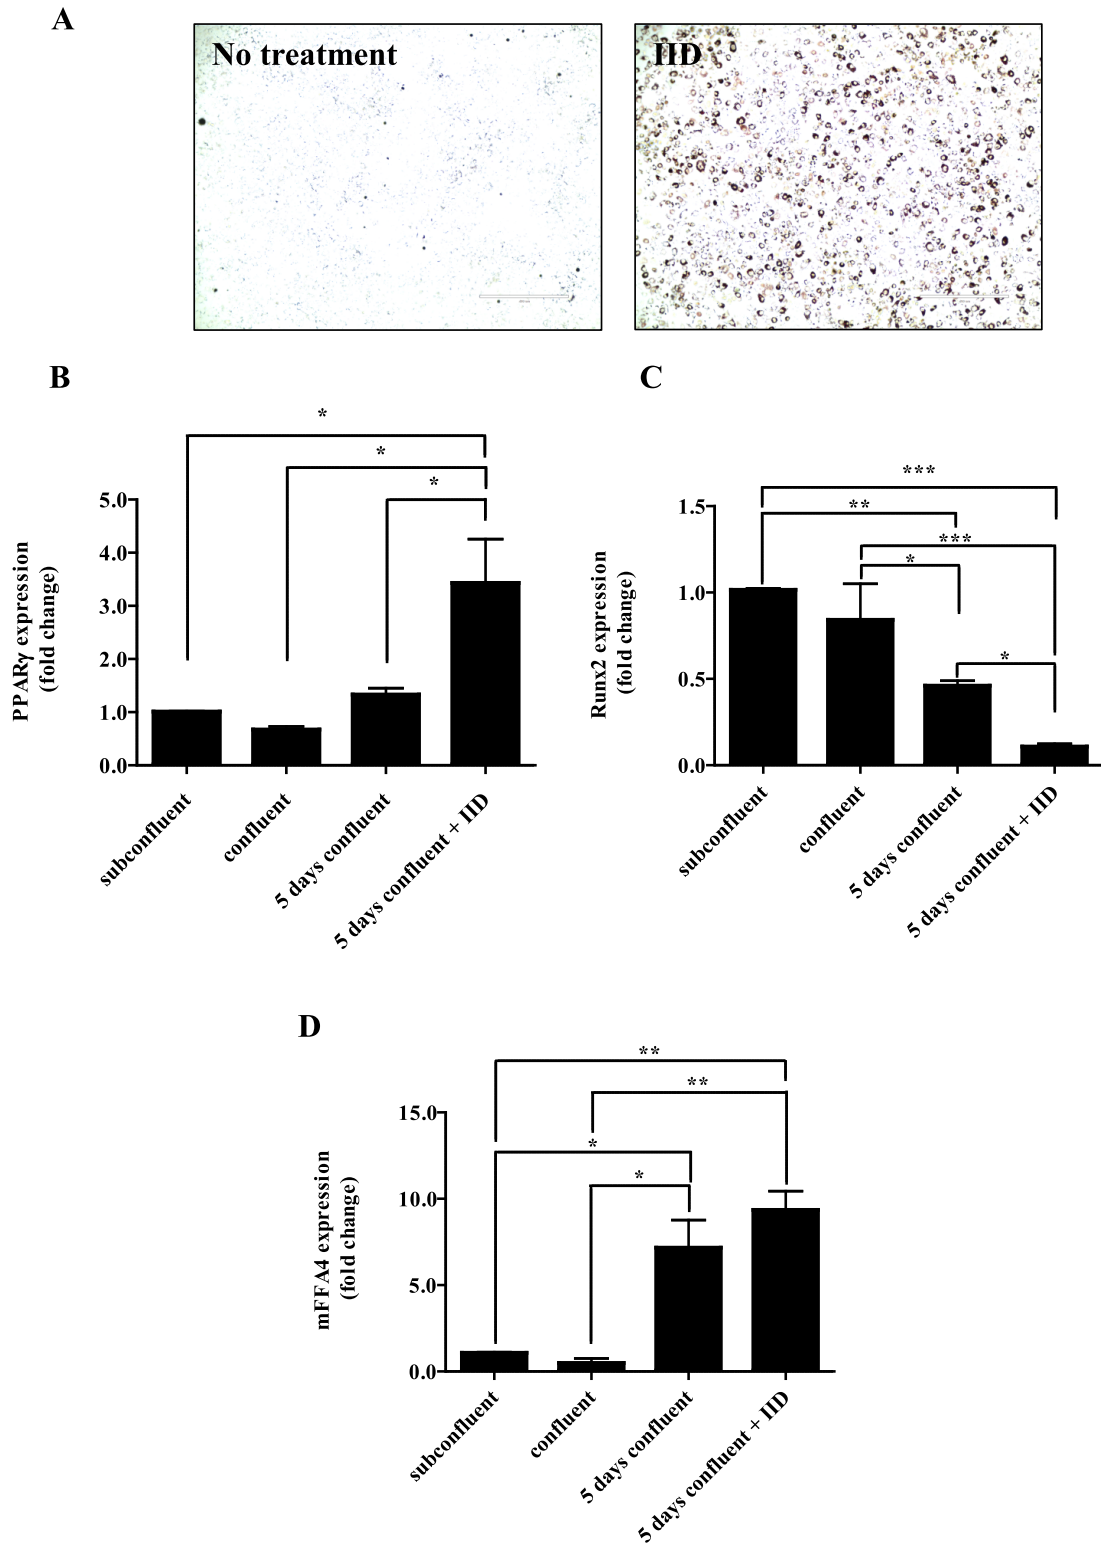 A
No treatment
IID
B
*
*
*
5.0
4.0
3.0
2.0
1.0
0.0
PPARγ expression
(fold change)
subconfluent
confluent
5 days confluent
5 days confluent + IID
C
***
**
***
*
*
1.5
1.0
0.5
0.0
Runx2 expression
(fold change)
subconfluent
confluent
5 days confluent
5 days confluent + IID
D
**
**
*
*
15.0
10.0
5.0
0.0
mFFA4 expression
(fold change)
subconfluent
confluent
5 days confluent
5 days confluent + IID